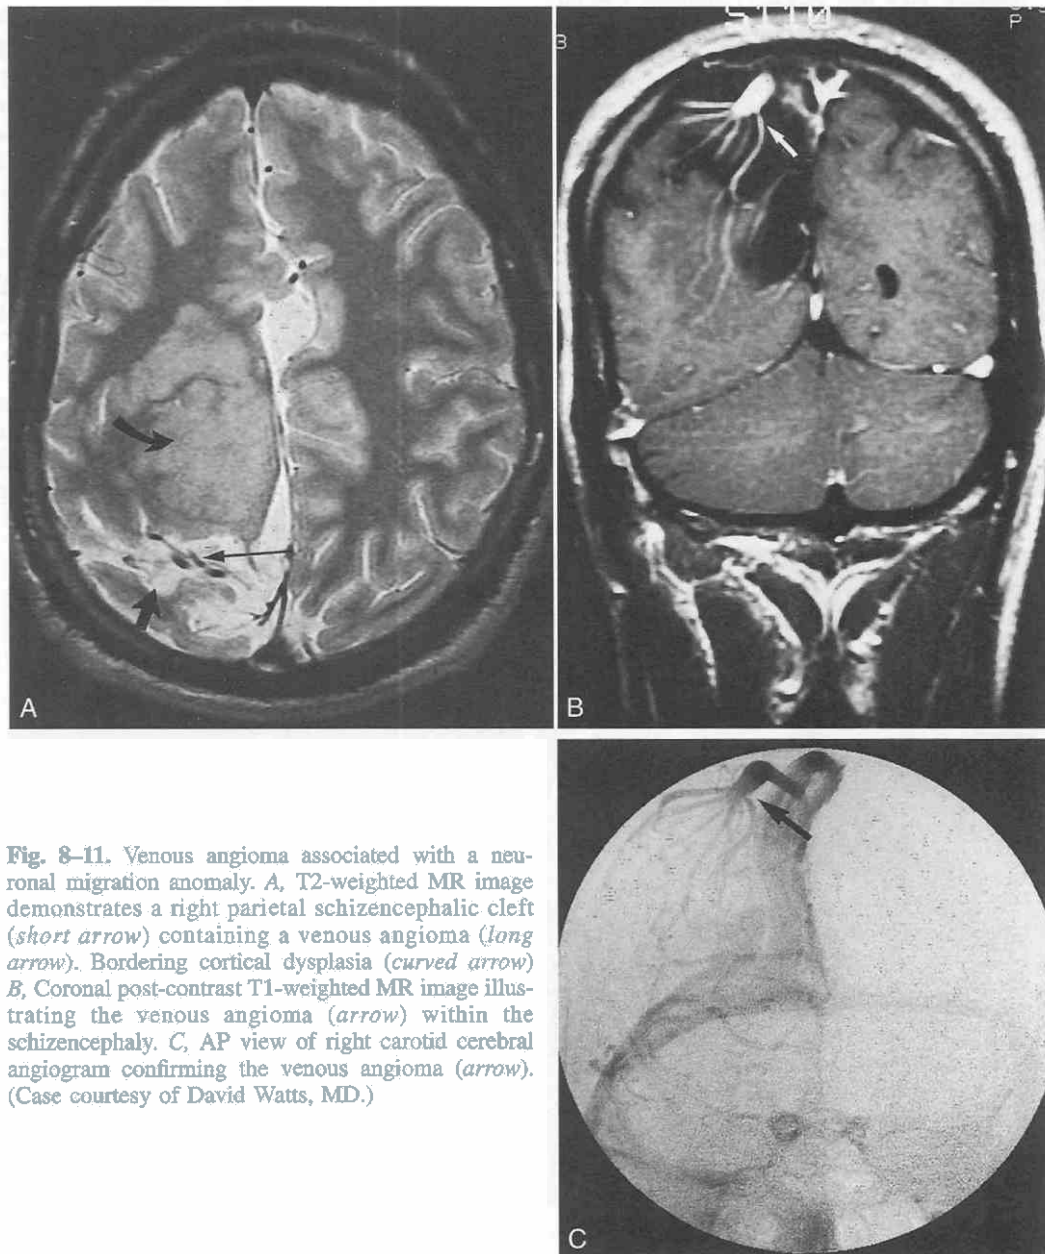 A
B
Fig. 8–11. Venous angioma associated with a neu-
ronal migration anomaly. A, T2-weighted MR image
demonstrates a right parietal schizencephalic cleft
(short arrow) containing a venous angioma (long
arrow). Bordering cortical dysplasia (curved arrow)
B, Coronal post-contrast T1-weighted MR image illus-
trating the venous angioma (arrow) within the
schizencephaly. C, AP view of right carotid cerebral
angiogram confirming the venous angioma (arrow).
(Case courtesy of David Watts, MD.)
C